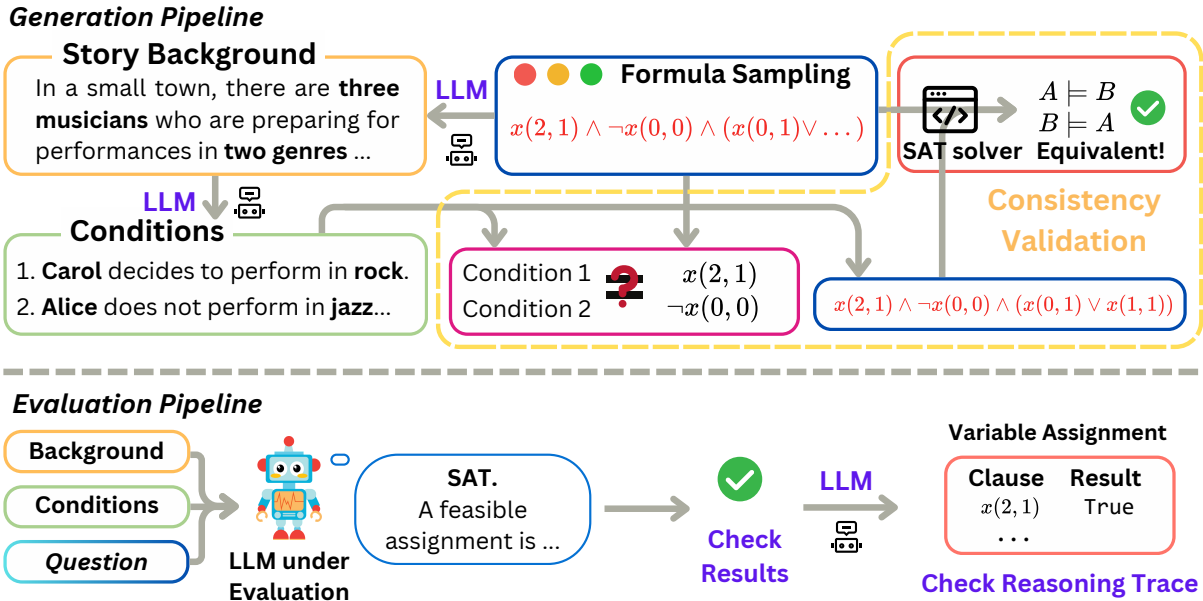 Generation Pipeline
Story Background
In a small town, there are three
musicians who are preparing for
performances in two genres ...
LLM
Formula Sampling
x(2,1) ∧ ¬x(0,0) ∧ (x(0,1)∨ ...)
</>
SAT solver
A ⊨ B
B ⊨ A
Equivalent!
Consistency
Validation
LLM
Conditions
1. Carol decides to perform in rock.
2. Alice does not perform in jazz...
Condition 1
Condition 2
?
x(2,1)
¬x(0,0)
x(2,1) ∧ ¬x(0,0) ∧ (x(0,1) ∨ x(1,1))
Evaluation Pipeline
Background
Conditions
Question
LLM under
Evaluation
SAT.
A feasible
assignment is ...
Check
Results
LLM
Variable Assignment
Clause Result
x(2,1) True
...
Check Reasoning Trace